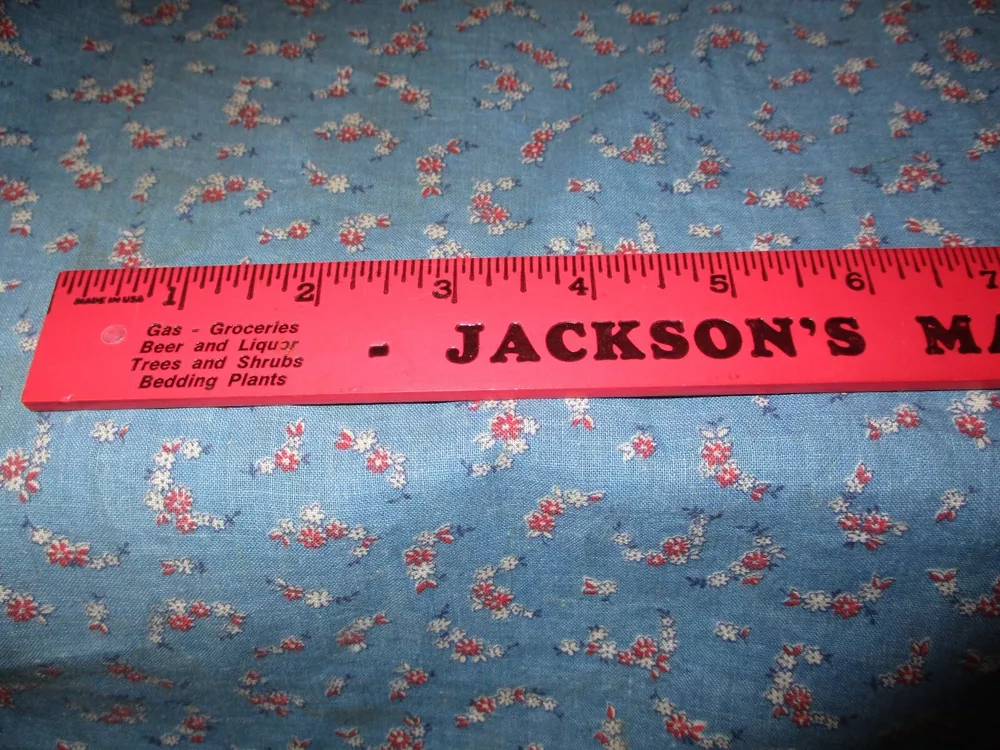 MADE IN USA 1 2 3 4 5 6 7
Gas - Groceries
Beer and Liquor
Trees and Shrubs
Bedding Plants
JACKSON'S